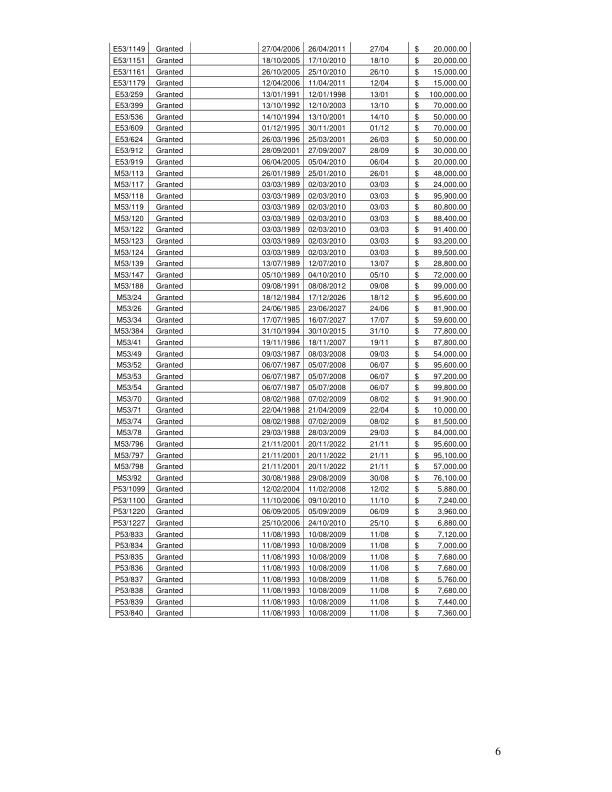 E53/1149 Granted 27/04/2006 26/04/2011 27/04 $ 20,000.00
E53/1151 Granted 18/10/2005 17/10/2010 18/10 $ 20,000.00
E53/1161 Granted 26/10/2005 25/10/2010 26/10 $ 15,000.00
E53/1179 Granted 12/04/2006 11/04/2011 12/04 $ 15,000.00
E53/259 Granted 13/01/1991 12/01/1998 13/01 $ 100,000.00
E53/399 Granted 13/10/1992 12/10/2003 13/10 $ 70,000.00
E53/536 Granted 14/10/1994 13/10/2001 14/10 $ 50,000.00
E53/609 Granted 01/12/1995 30/11/2001 01/12 $ 70,000.00
E53/624 Granted 26/03/1996 25/03/2001 26/03 $ 50,000.00
E53/912 Granted 28/09/2001 27/09/2007 28/09 $ 30,000.00
E53/919 Granted 06/04/2005 05/04/2010 06/04 $ 20,000.00
M53/113 Granted 26/01/1989 25/01/2010 26/01 $ 48,000.00
M53/117 Granted 03/03/1989 02/03/2010 03/03 $ 24,000.00
M53/118 Granted 03/03/1989 02/03/2010 03/03 $ 95,900.00
M53/119 Granted 03/03/1989 02/03/2010 03/03 $ 80,800.00
M53/120 Granted 03/03/1989 02/03/2010 03/03 $ 88,400.00
M53/122 Granted 03/03/1989 02/03/2010 03/03 $ 91,400.00
M53/123 Granted 03/03/1989 02/03/2010 03/03 $ 93,200.00
M53/124 Granted 03/03/1989 02/03/2010 03/03 $ 89,500.00
M53/139 Granted 13/07/1989 12/07/2010 13/07 $ 28,800.00
M53/147 Granted 05/10/1989 04/10/2010 05/10 $ 72,000.00
M53/188 Granted 09/08/1991 08/08/2012 09/08 $ 99,000.00
M53/24 Granted 18/12/1984 17/12/2026 18/12 $ 95,600.00
M53/26 Granted 24/06/1985 23/06/2027 24/06 $ 81,900.00
M53/34 Granted 17/07/1985 16/07/2027 17/07 $ 59,600.00
M53/384 Granted 31/10/1994 30/10/2015 31/10 $ 77,800.00
M53/41 Granted 19/11/1986 18/11/2007 19/11 $ 87,800.00
M53/49 Granted 09/03/1987 08/03/2008 09/03 $ 54,000.00
M53/52 Granted 06/07/1987 05/07/2008 06/07 $ 95,600.00
M53/53 Granted 06/07/1987 05/07/2008 06/07 $ 97,200.00
M53/54 Granted 06/07/1987 05/07/2008 06/07 $ 99,800.00
M53/70 Granted 08/02/1988 07/02/2009 08/02 $ 91,900.00
M53/71 Granted 22/04/1988 21/04/2009 22/04 $ 10,000.00
M53/74 Granted 08/02/1988 07/02/2009 08/02 $ 81,500.00
M53/78 Granted 29/03/1988 28/03/2009 29/03 $ 84,000.00
M53/796 Granted 21/11/2001 20/11/2022 21/11 $ 95,600.00
M53/797 Granted 21/11/2001 20/11/2022 21/11 $ 95,100.00
M53/798 Granted 21/11/2001 20/11/2022 21/11 $ 57,000.00
M53/92 Granted 30/08/1988 29/08/2009 30/08 $ 76,100.00
P53/1099 Granted 12/02/2004 11/02/2008 12/02 $ 5,880.00
P53/1100 Granted 11/10/2006 09/10/2010 11/10 $ 7,240.00
P53/1220 Granted 06/09/2005 05/09/2009 06/09 $ 3,960.00
P53/1227 Granted 25/10/2006 24/10/2010 25/10 $ 6,880.00
P53/833 Granted 11/08/1993 10/08/2009 11/08 $ 7,120.00
P53/834 Granted 11/08/1993 10/08/2009 11/08 $ 7,000.00
P53/835 Granted 11/08/1993 10/08/2009 11/08 $ 7,680.00
P53/836 Granted 11/08/1993 10/08/2009 11/08 $ 7,680.00
P53/837 Granted 11/08/1993 10/08/2009 11/08 $ 5,760.00
P53/838 Granted 11/08/1993 10/08/2009 11/08 $ 7,680.00
P53/839 Granted 11/08/1993 10/08/2009 11/08 $ 7,440.00
P53/840 Granted 11/08/1993 10/08/2009 11/08 $ 7,360.00
6